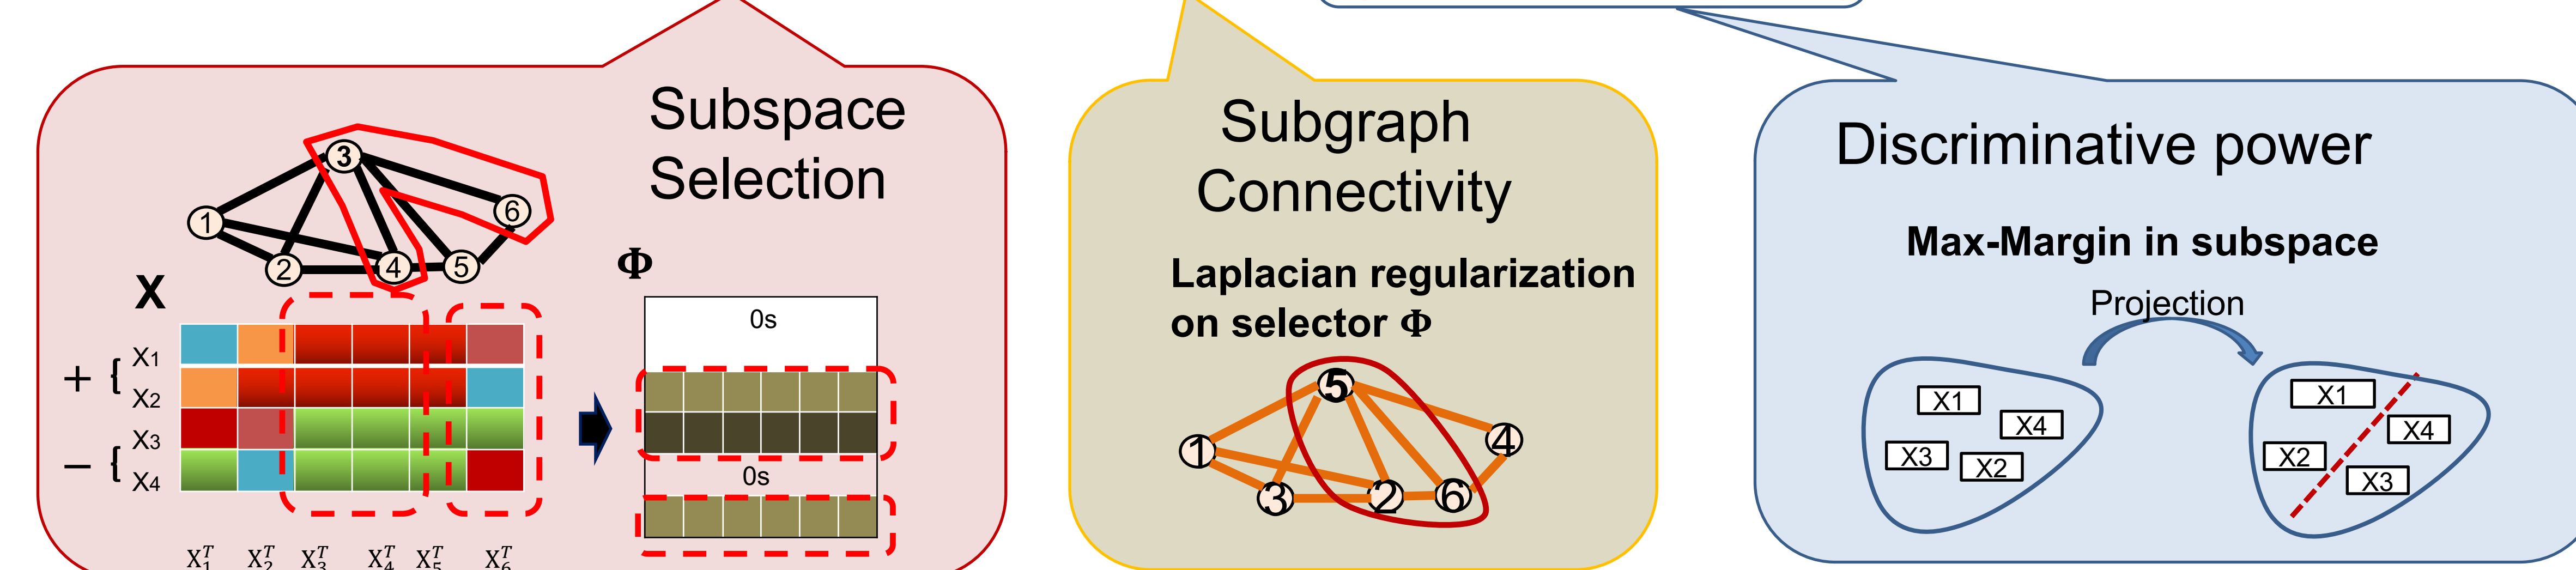 Subspace
Selection
3
1
6
2
4
5
X
Φ
+ { X1
X2
− { X3
X4
0s
0s
X₁ᵀ X₂ᵀ X₃ᵀ X₄ᵀ X₅ᵀ X₆ᵀ
Subgraph
Connectivity
Laplacian regularization
on selector Φ
5
1
4
3
2
6
Discriminative power
Max-Margin in subspace
Projection
X1
X4
X3
X2
X1
X4
X2
X3